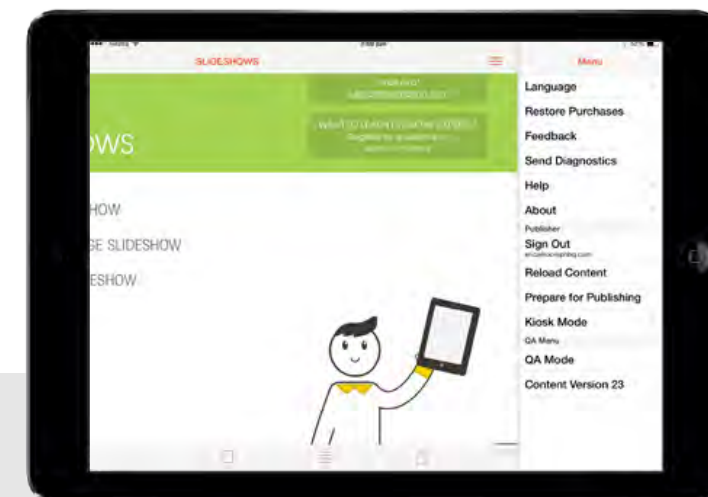 SLIDESHOWS
Menu
OWS
HOW
GE SLIDESHOW
ESHOW
Language
Restore Purchases
Feedback
Send Diagnostics
Help
About
Publisher
Sign Out
Reload Content
Prepare for Publishing
Kiosk Mode
QA Menu
QA Mode
Content Version 23